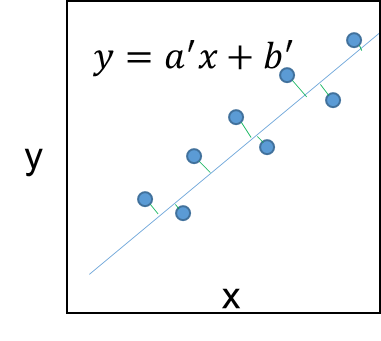 y = a′x + b′
y
x